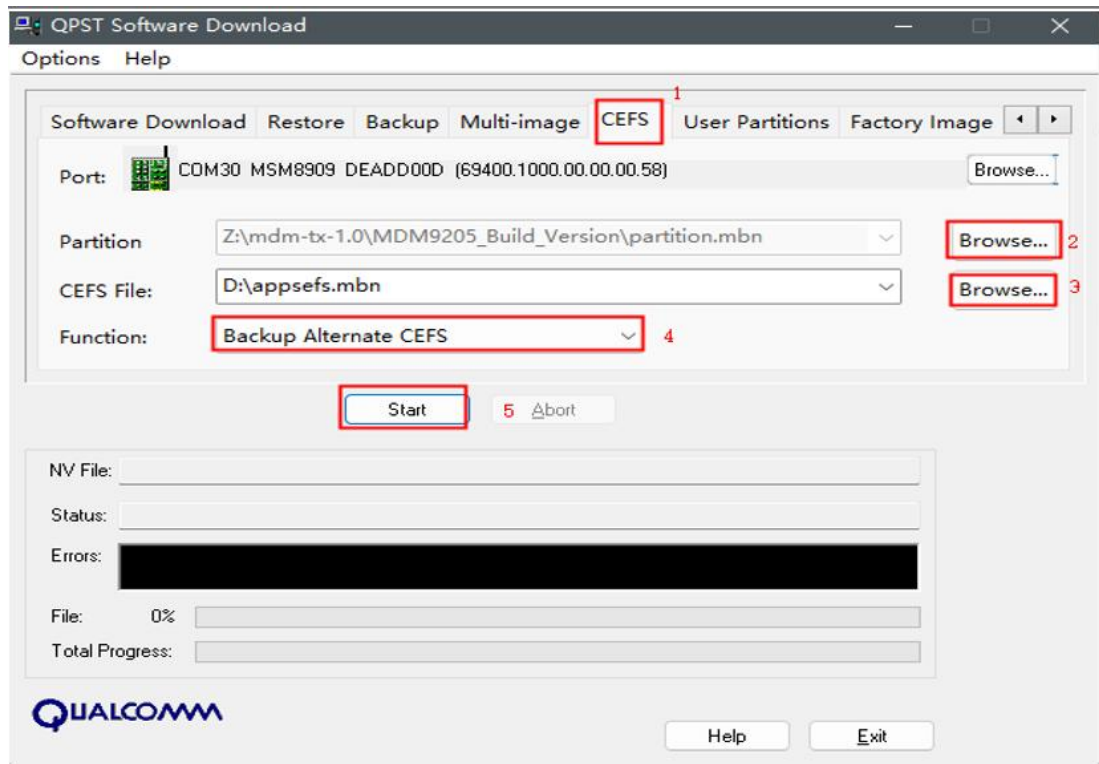 QPST Software Download
Options Help
1
Software Download Restore Backup Multi-image CEFS User Partitions Factory Image
Port: COM30 MSM8909 DEADD00D (69400.1000.00.00.00.58) Browse...
Partition Z:\mdm-tx-1.0\MDM9205_Build_Version\partition.mbn Browse... 2
CEFS File: D:\appsefs.mbn Browse... 3
Function: Backup Alternate CEFS 4
Start 5 Abort
NV File:
Status:
Errors:
File: 0%
Total Progress:
QUALCOMM
Help Exit